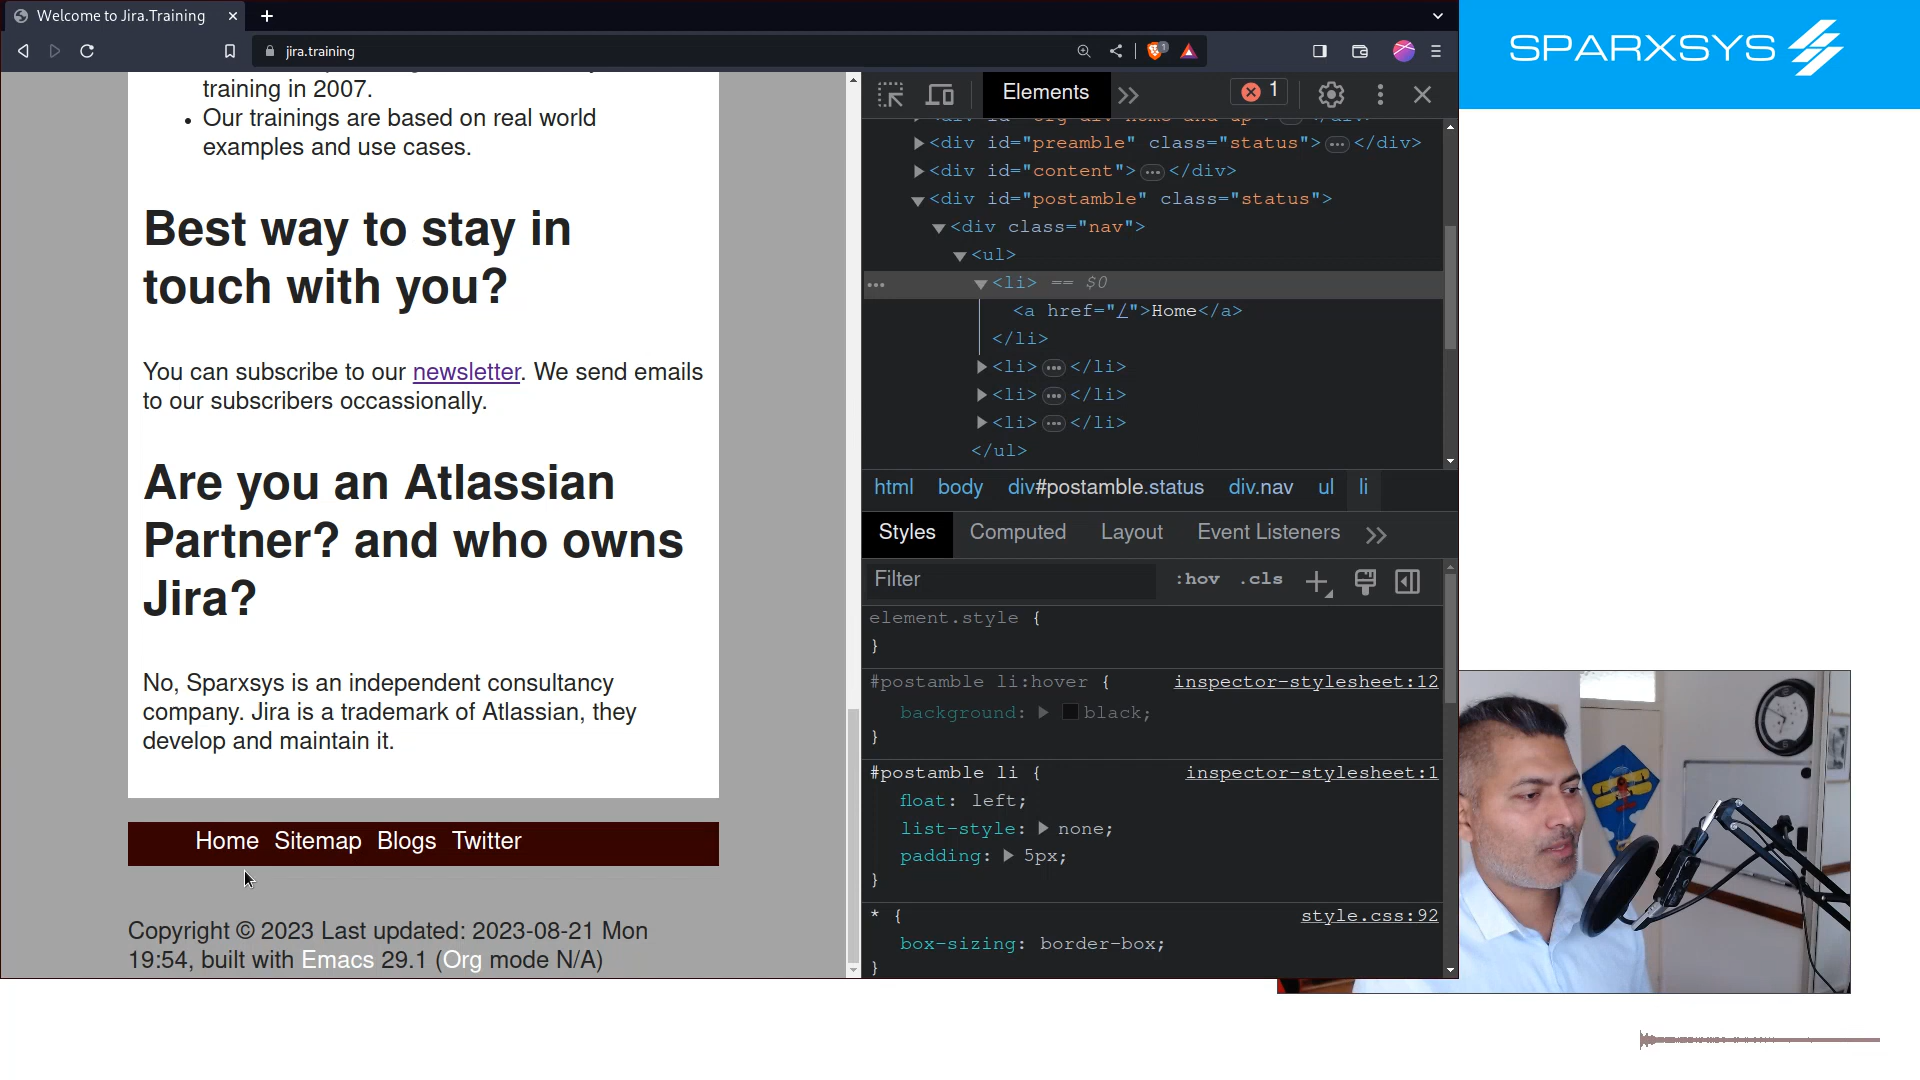 Welcome to Jira.Training
jira.training
1
SPARXSYS
training in 2007.
Our trainings are based on real world
examples and use cases.
Best way to stay in
touch with you?
You can subscribe to our newsletter. We send emails
to our subscribers occassionally.
Are you an Atlassian
Partner? and who owns
Jira?
No, Sparxsys is an independent consultancy
company. Jira is a trademark of Atlassian, they
develop and maintain it.
Home Sitemap Blogs Twitter
Copyright © 2023 Last updated: 2023-08-21 Mon
19:54, built with Emacs 29.1 (Org mode N/A)
Elements
1
<div id="preamble" class="status"> … </div>
<div id="content"> … </div>
<div id="postamble" class="status">
<div class="nav">
<ul>
… <li> == $0
<a href="/">Home</a>
</li>
<li> … </li>
<li> … </li>
<li> … </li>
</ul>
html body div#postamble.status div.nav ul li
Styles Computed Layout Event Listeners
Filter :hov .cls
element.style {
}
#postamble li:hover { inspector-stylesheet:12
background: black;
}
#postamble li { inspector-stylesheet:1
float: left;
list-style: none;
padding: 5px;
}
* { style.css:92
box-sizing: border-box;
}